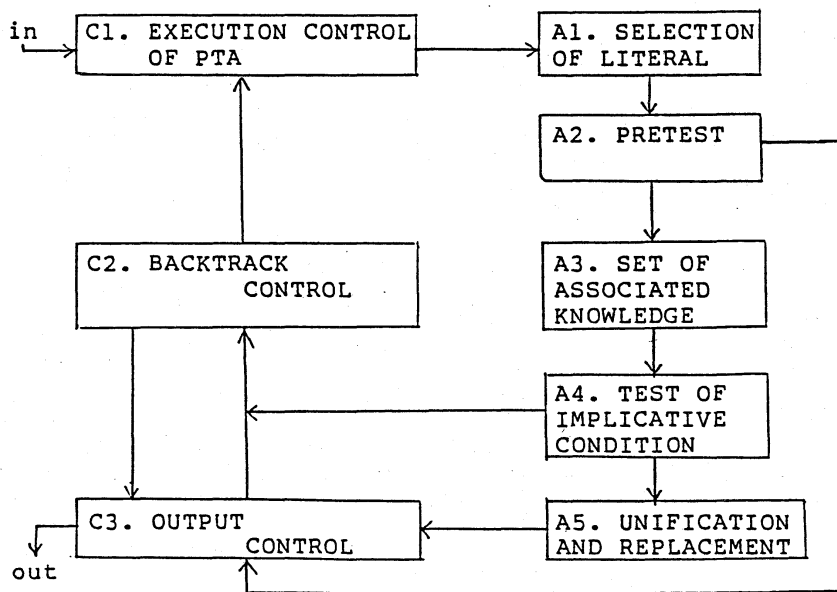 in
C1. EXECUTION CONTROL
OF PTA
A1. SELECTION
OF LITERAL
A2. PRETEST
C2. BACKTRACK
CONTROL
A3. SET OF
ASSOCIATED
KNOWLEDGE
A4. TEST OF
IMPLICATIVE
CONDITION
C3. OUTPUT
CONTROL
A5. UNIFICATION
AND REPLACEMENT
out